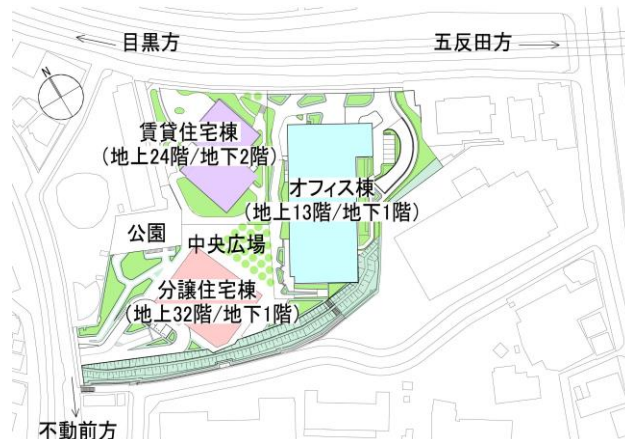 目黒方
五反田方
N
賃貸住宅棟
(地上24階/地下2階)
オフィス棟
(地上13階/地下1階)
公園
中央広場
分譲住宅棟
(地上32階/地下1階)
不動前方